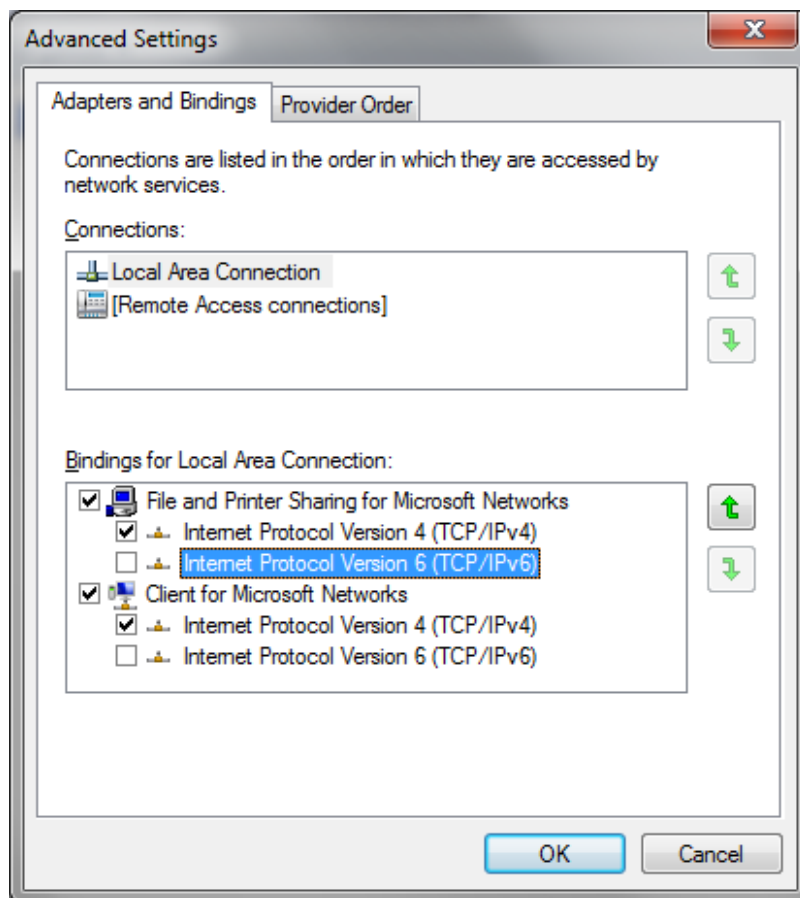 Advanced Settings
Adapters and Bindings
Provider Order
Connections are listed in the order in which they are accessed by
network services.
Connections:
Local Area Connection
[Remote Access connections]
Bindings for Local Area Connection:
File and Printer Sharing for Microsoft Networks
Internet Protocol Version 4 (TCP/IPv4)
Internet Protocol Version 6 (TCP/IPv6)
Client for Microsoft Networks
Internet Protocol Version 4 (TCP/IPv4)
Internet Protocol Version 6 (TCP/IPv6)
OK
Cancel